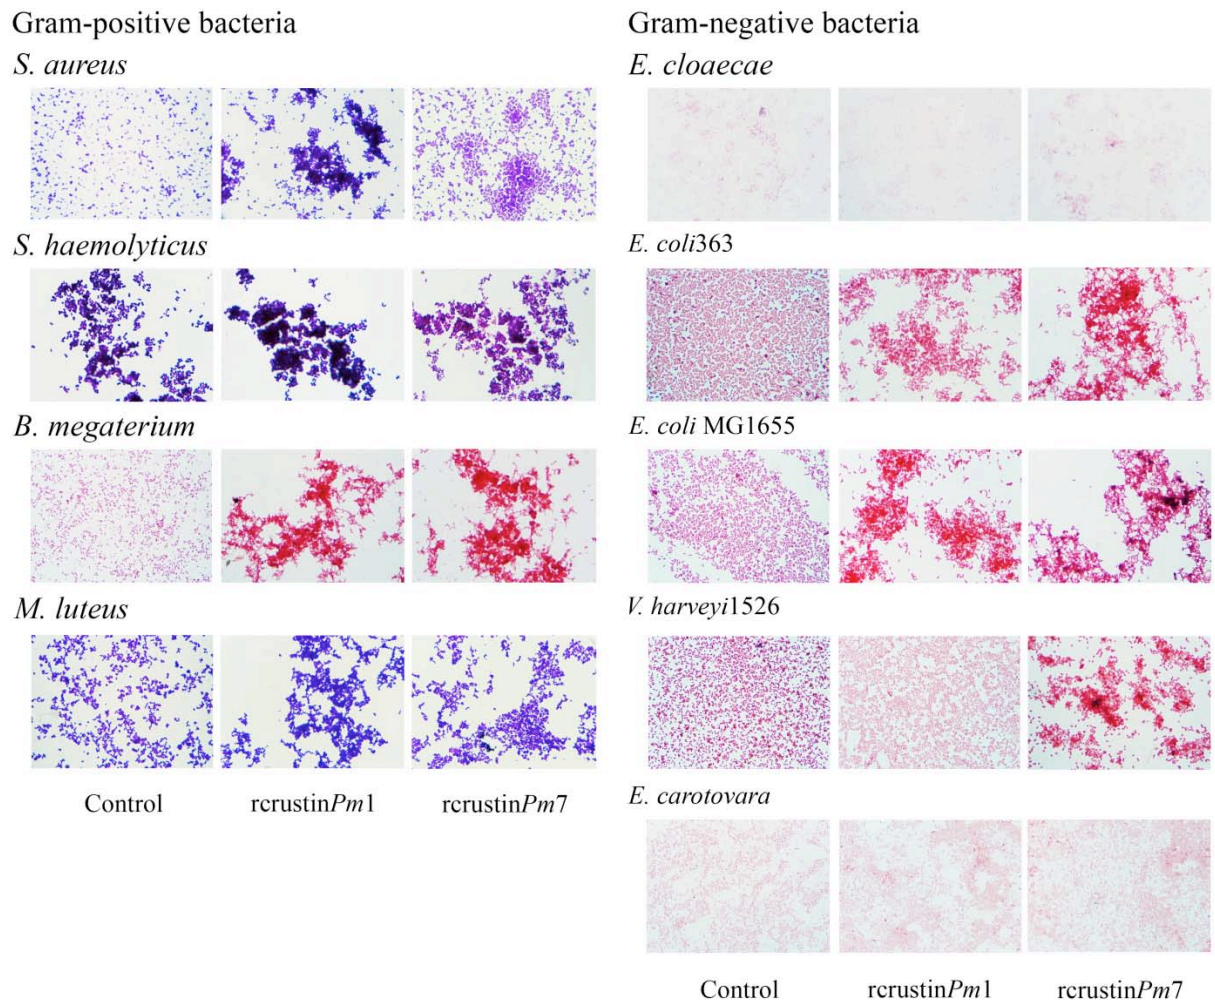 Gram-positive bacteria
S. aureus
S. haemolyticus
B. megaterium
M. luteus
Control rcrustinPm1 rcrustinPm7
Gram-negative bacteria
E. cloaecae
E. coli363
E. coli MG1655
V. harveyi1526
E. carotovara
Control rcrustinPm1 rcrustinPm7